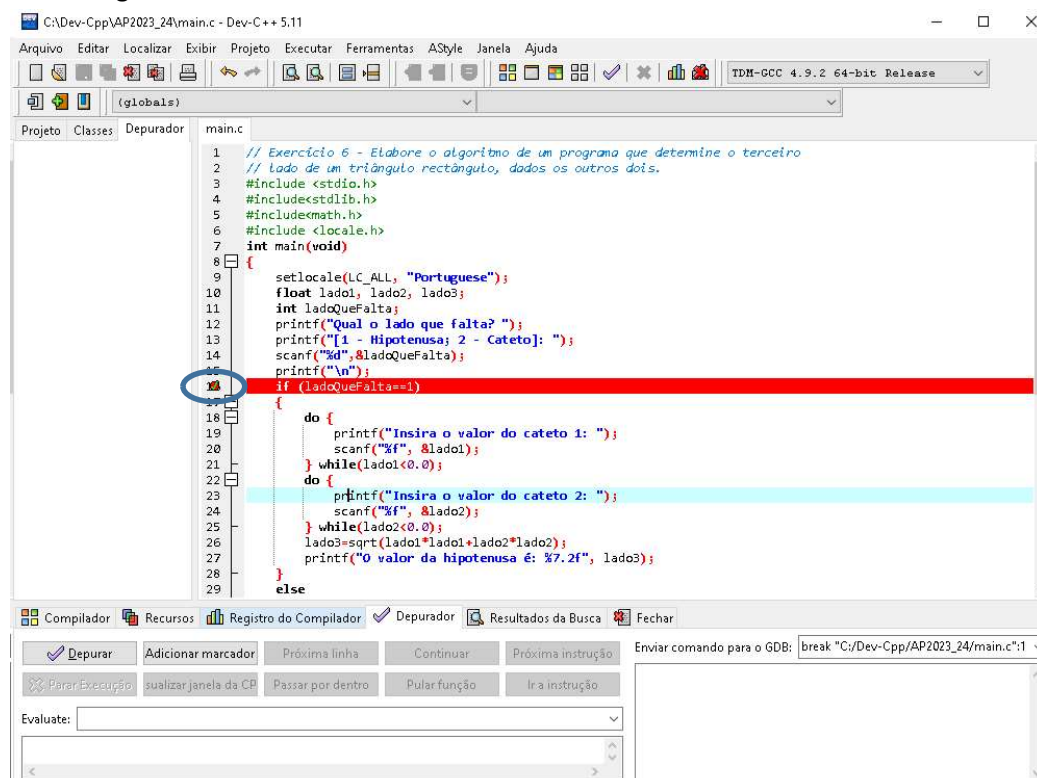 C:\Dev-Cpp\AP2023_24\main.c - Dev-C++ 5.11
Arquivo Editar Localizar Exibir Projeto Executar Ferramentas AStyle Janela Ajuda
TDM-GCC 4.9.2 64-bit Release
(globals)
Projeto Classes Depurador main.c
1 // Exercício 6 - Elabore o algoritmo de um programa que determine o terceiro
2 // lado de um triângulo rectângulo, dados os outros dois.
3 #include <stdio.h>
4 #include<stdlib.h>
5 #include<math.h>
6 #include <locale.h>
7 int main(void)
8 {
9 setlocale(LC_ALL, "Portuguese");
10 float lado1, lado2, lado3;
11 int ladoQueFalta;
12 printf("Qual o lado que falta? ");
13 printf("[1 - Hipotenusa; 2 - Cateto]: ");
14 scanf("%d",&ladoQueFalta);
15 printf("\n");
if (ladoQueFalta==1)
17 {
18 do {
19 printf("Insira o valor do cateto 1: ");
20 scanf("%f", &lado1);
21 } while(lado1<0.0);
22 do {
23 printf("Insira o valor do cateto 2: ");
24 scanf("%f", &lado2);
25 } while(lado2<0.0);
26 lado3=sqrt(lado1*lado1+lado2*lado2);
27 printf("O valor da hipotenusa é: %7.2f", lado3);
28 }
29 else
Compilador Recursos Registro do Compilador Depurador Resultados da Busca Fechar
Depurar Adicionar marcador Próxima linha Continuar Próxima instrução Enviar comando para o GDB: break "C:/Dev-Cpp/AP2023_24/main.c":1
Parar Execução sualizar janela da CP Passar por dentro Pular função Ir a instrução
Evaluate: